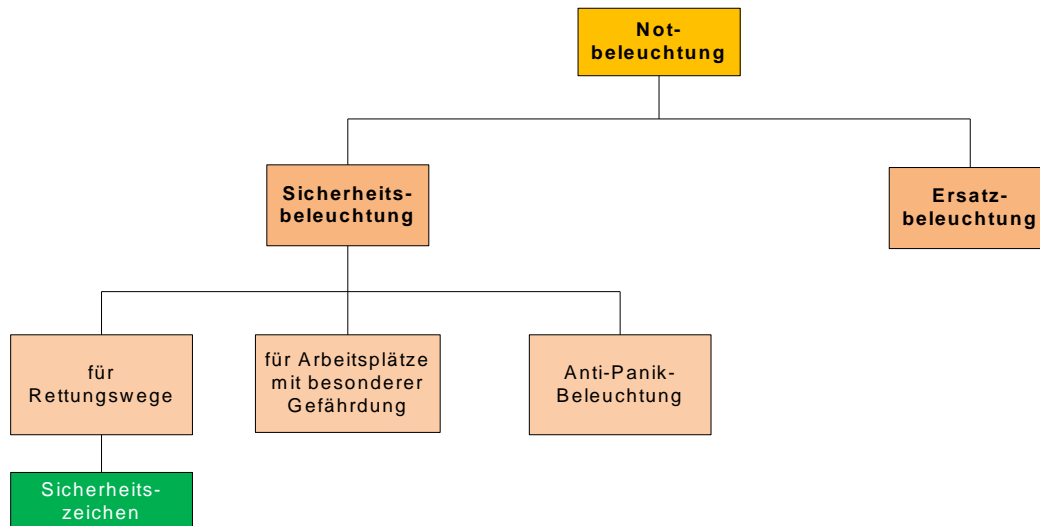 Not-
beleuchtung
Sicherheits-
beleuchtung
Ersatz-
beleuchtung
für
Rettungswege
für Arbeitsplätze
mit besonderer
Gefährdung
Anti-Panik-
Beleuchtung
Sicherheits-
zeichen